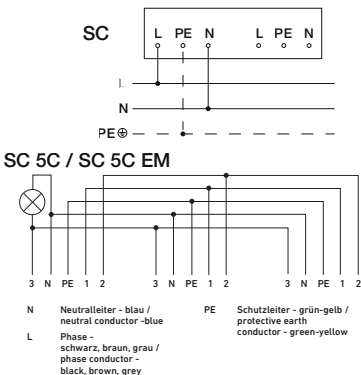 SC L PE N L PE N
L
N
PE
SC 5C / SC 5C EM
3 N PE 1 2 3 N PE 1 2 3 N PE 1 2
N Neutralleiter - blau /
neutral conductor -blue
L Phase -
schwarz, braun, grau /
phase conductor -
black, brown, grey
PE Schutzleiter - grün-gelb /
protective earth
conductor - green-yellow